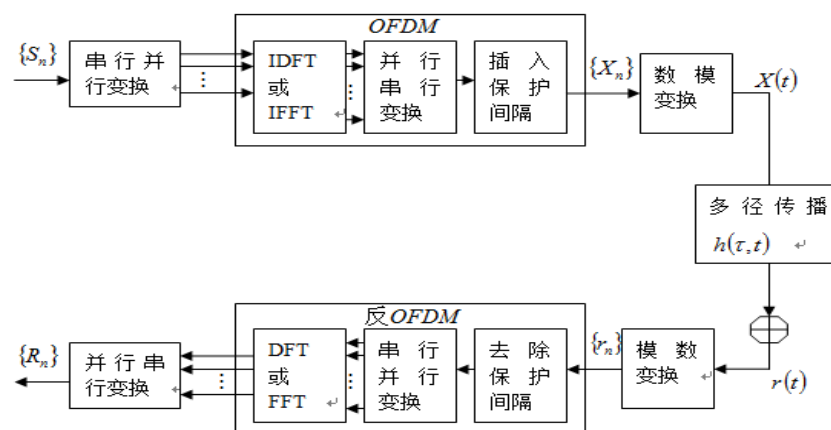 OFDM
{Sₙ}
串行并
行变换
IDFT
或
IFFT
并 行
串 行
变换
插 入
保 护
间隔
{Xₙ}
数 模
变换
X(t)
多 径 传 播
h(τ,t)
反OFDM
{Rₙ}
并行串
行变换
DFT
或
FFT
串 行
并 行
变换
去 除
保 护
间隔
{rₙ}
模 数
变换
r(t)